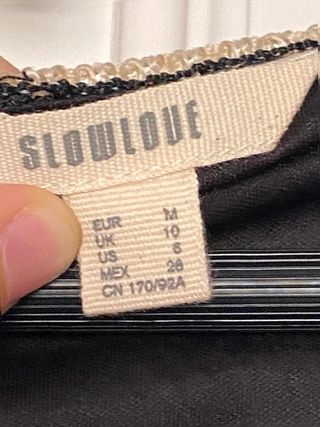 SLOWLOVE
EUR M
UK 10
US 6
MEX 28
CN 170/92A